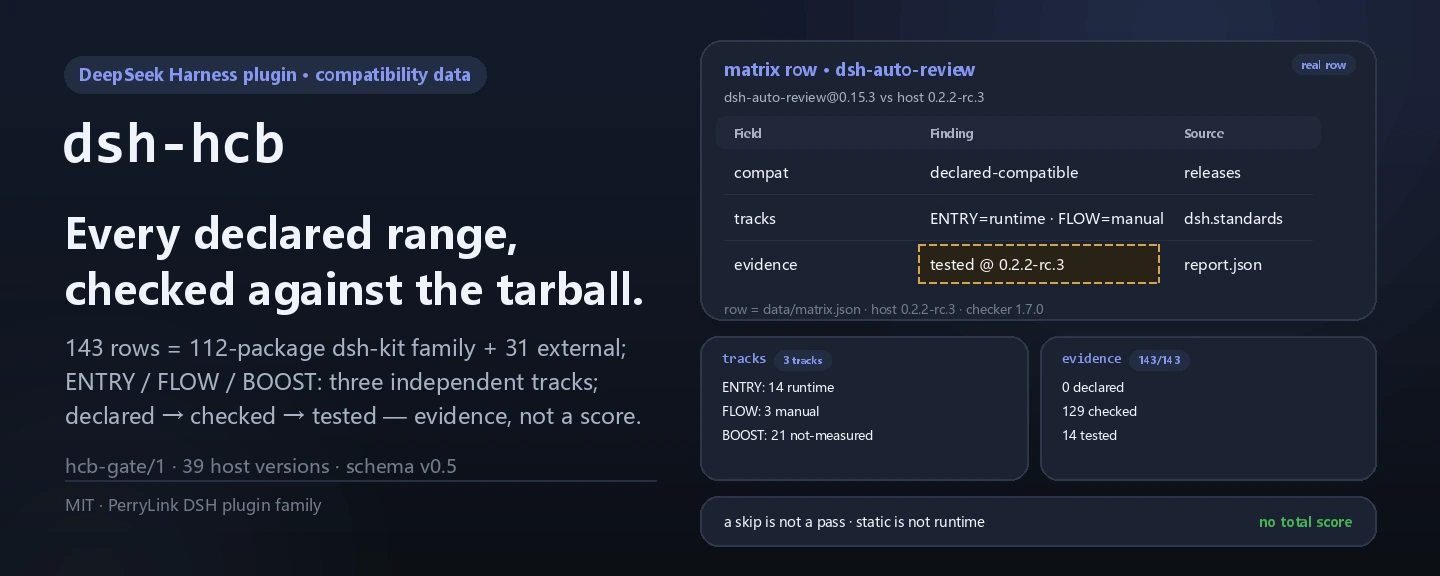 DeepSeek Harness plugin • compatibility data
dsh-hcb
Every declared range,
checked against the tarball.
143 rows = 112-package dsh-kit family + 31 external;
ENTRY / FLOW / BOOST: three independent tracks;
declared → checked → tested — evidence, not a score.
hcb-gate/1 · 39 host versions · schema v0.5
MIT · PerryLink DSH plugin family
matrix row • dsh-auto-review
real row
dsh-auto-review@0.15.3 vs host 0.2.2-rc.3
Field Finding Source
compat declared-compatible releases
tracks ENTRY=runtime · FLOW=manual dsh.standards
evidence tested @ 0.2.2-rc.3 report.json
row = data/matrix.json · host 0.2.2-rc.3 · checker 1.7.0
tracks 3 tracks
ENTRY: 14 runtime
FLOW: 3 manual
BOOST: 21 not-measured
evidence 143/143
0 declared
129 checked
14 tested
a skip is not a pass · static is not runtime
no total score